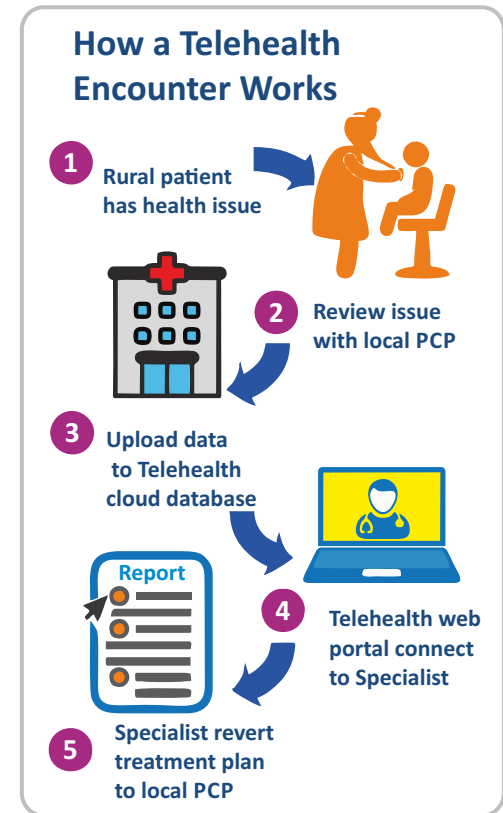 How a Telehealth
Encounter Works
1
Rural patient
has health issue
2
Review issue
with local PCP
3
Upload data
to Telehealth
cloud database
Report
4
Telehealth web
portal connect
to Specialist
5
Specialist revert
treatment plan
to local PCP